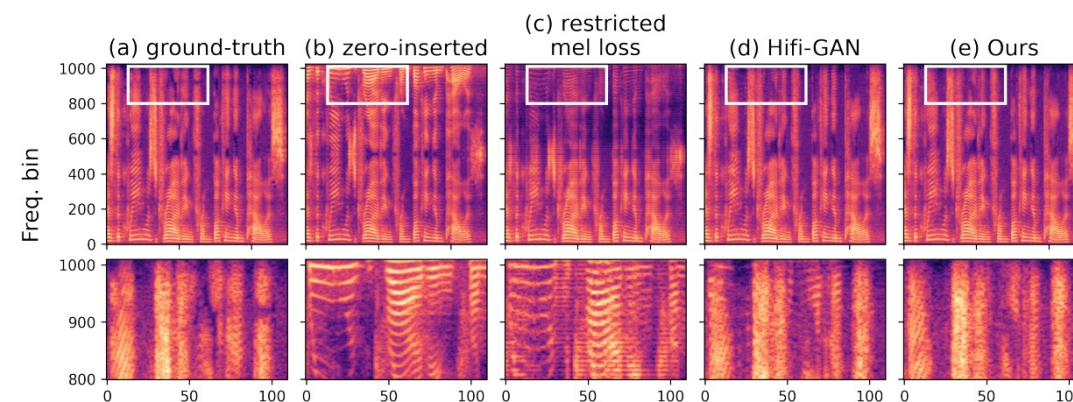 (c) restricted
(a) ground-truth (b) zero-inserted mel loss (d) Hifi-GAN (e) Ours
Freq. bin
1000
800
600
400
200
0
1000
900
800
0 50 100 0 50 100 0 50 100 0 50 100 0 50 100